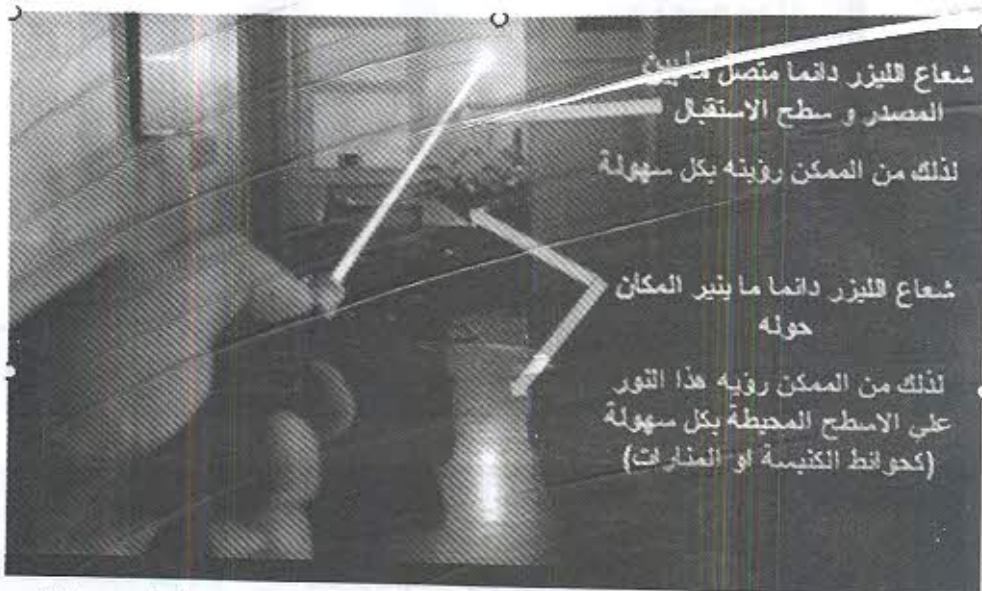 شعاع الليزر دائما متصل ما بين
المصدر و سطح الاستقبال
لذلك من الممكن رؤيته بكل سهولة
شعاع الليزر دائما ما ينير المكان
حوله
لذلك من الممكن رؤيه هذا النور
علي الاسطح المحيطة بكل سهولة
(كحوائط الكنيسة او المنارات)